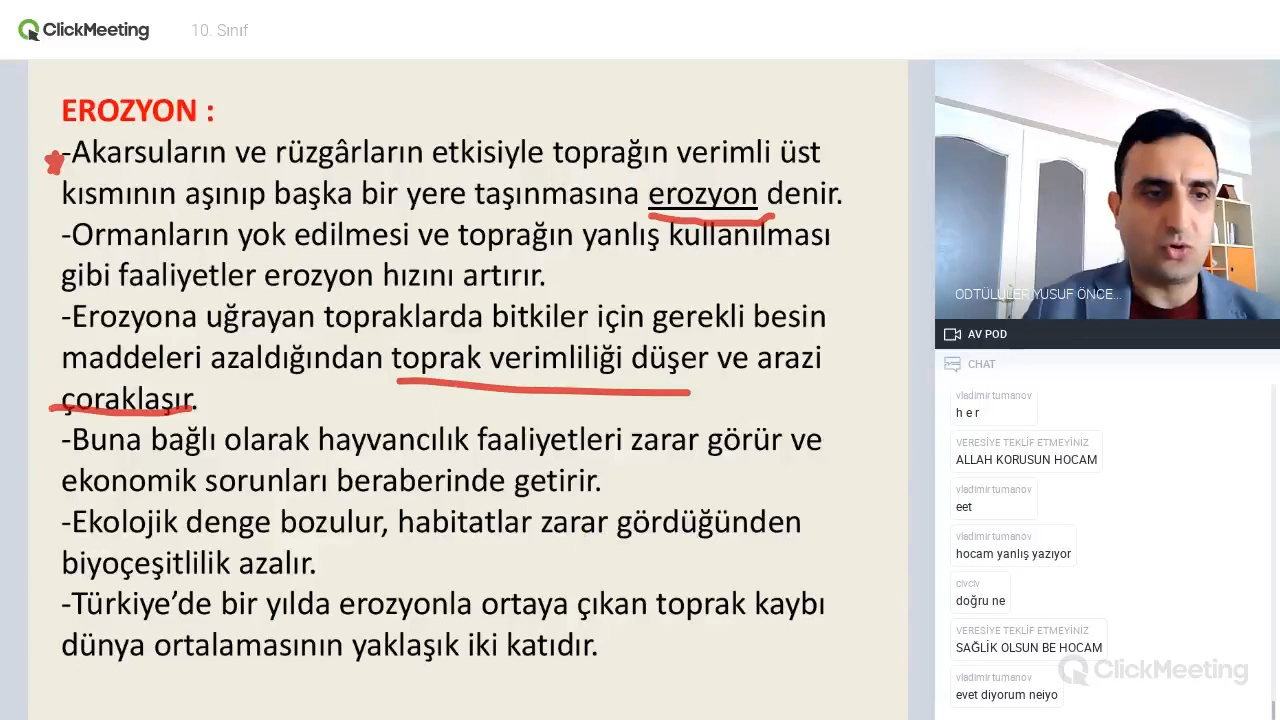 ClickMeeting
10. Sınıf
EROZYON :
-Akarsuların ve rüzgârların etkisiyle toprağın verimli üst
kısmının aşınıp başka bir yere taşınmasına erozyon denir.
-Ormanların yok edilmesi ve toprağın yanlış kullanılması
gibi faaliyetler erozyon hızını artırır.
-Erozyona uğrayan topraklarda bitkiler için gerekli besin
maddeleri azaldığından toprak verimliliği düşer ve arazi
çoraklaşır.
-Buna bağlı olarak hayvancılık faaliyetleri zarar görür ve
ekonomik sorunları beraberinde getirir.
-Ekolojik denge bozulur, habitatlar zarar gördüğünden
biyoçeşitlilik azalır.
-Türkiye’de bir yılda erozyonla ortaya çıkan toprak kaybı
dünya ortalamasının yaklaşık iki katıdır.
ODTÜLÜLER YUSUF ÖNCE...
AV POD
CHAT
vladimir tumanov
h e r
VERESİYE TEKLİF ETMEYİNİZ
ALLAH KORUSUN HOCAM
vladimir tumanov
eet
vladimir tumanov
hocam yanlış yazıyor
civciv
doğru ne
VERESİYE TEKLİF ETMEYİNİZ
SAĞLİK OLSUN BE HOCAM
vladimir tumanov
evet diyorum neiyo
ClickMeeting